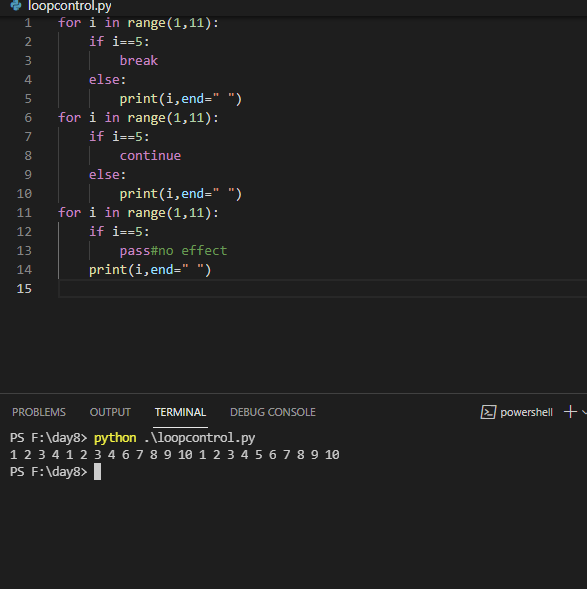 loopcontrol.py
1 for i in range(1,11):
2     if i==5:
3         break
4     else:
5         print(i,end=" ")
6 for i in range(1,11):
7     if i==5:
8         continue
9     else:
10         print(i,end=" ")
11 for i in range(1,11):
12     if i==5:
13         pass#no effect
14     print(i,end=" ")
15
PROBLEMS OUTPUT TERMINAL DEBUG CONSOLE powershell
PS F:\day8> python .\loopcontrol.py
1 2 3 4 1 2 3 4 6 7 8 9 10 1 2 3 4 5 6 7 8 9 10
PS F:\day8>